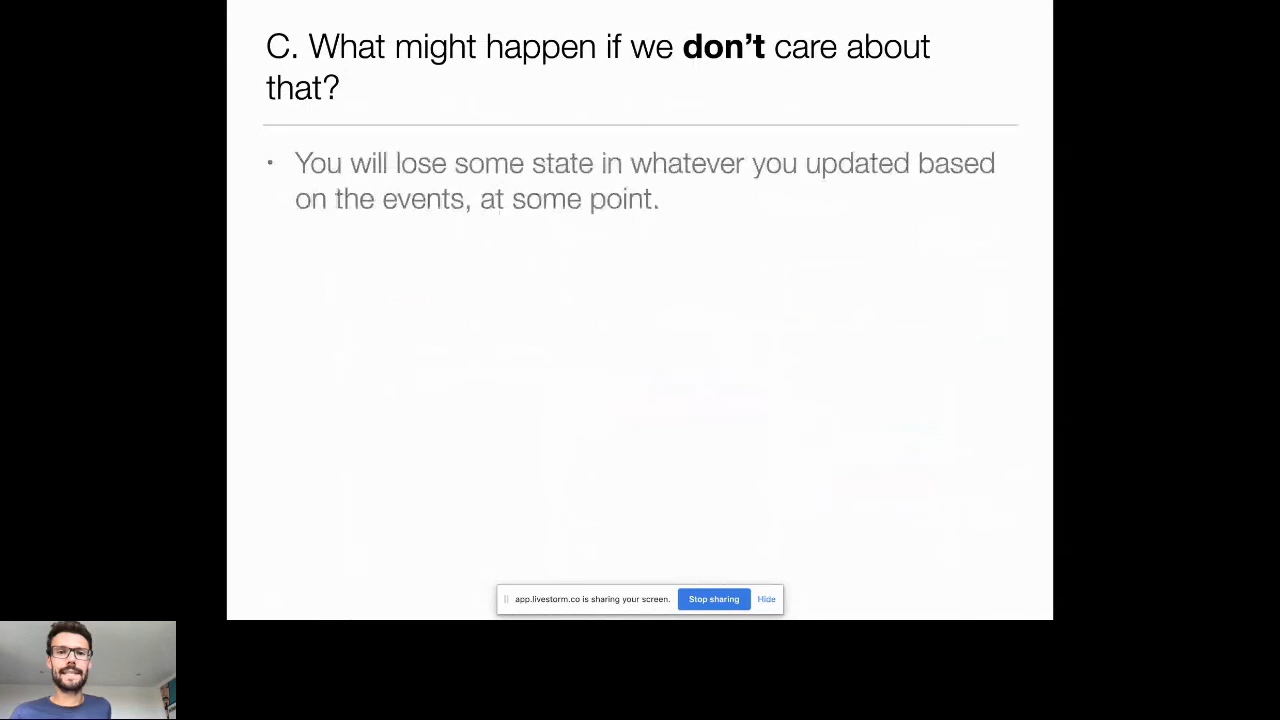 C. What might happen if we don’t care about
that?
• You will lose some state in whatever you updated based
on the events, at some point.
app.livestorm.co is sharing your screen. Stop sharing Hide